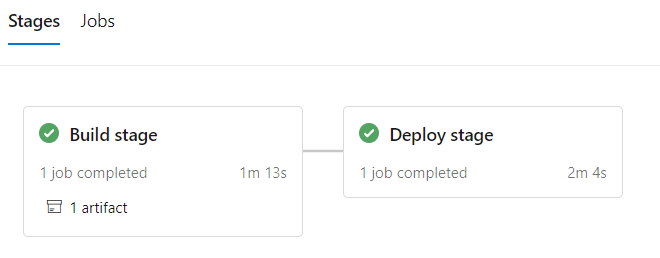 Stages Jobs
Build stage
1 job completed 1m 13s
1 artifact
Deploy stage
1 job completed 2m 4s